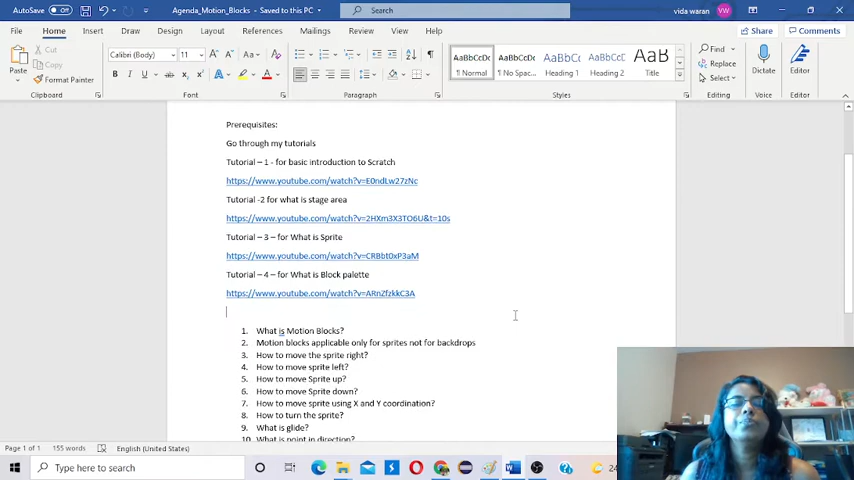 AutoSave Off Agenda_Motion_Blocks - Saved to this PC Search vida waran VW
File Home Insert Draw Design Layout References Mailings Review View Help Share Comments
Paste Cut Copy Format Painter
Calibri (Body) 11
¶ Normal ¶ No Spac... Heading 1 Heading 2 Title
Find Replace Select Dictate Editor
Clipboard Font Paragraph Styles Editing Voice Editor
Prerequisites:
Go through my tutorials
Tutorial – 1 - for basic introduction to Scratch
https://www.youtube.com/watch?v=E0ndLw27zNc
Tutorial -2 for what is stage area
https://www.youtube.com/watch?v=2HXm3X3TO6U&t=10s
Tutorial – 3 – for What is Sprite
https://www.youtube.com/watch?v=CRBbt0xP3aM
Tutorial – 4 – for What is Block palette
https://www.youtube.com/watch?v=ARnZfzkkC3A
1. What is Motion Blocks?
2. Motion blocks applicable only for sprites not for backdrops
3. How to move the sprite right?
4. How to move sprite left?
5. How to move Sprite up?
6. How to move Sprite down?
7. How to move sprite using X and Y coordination?
8. How to turn the sprite?
9. What is glide?
10. What is point in direction?
Page 1 of 1 155 words English (United States)
Type here to search